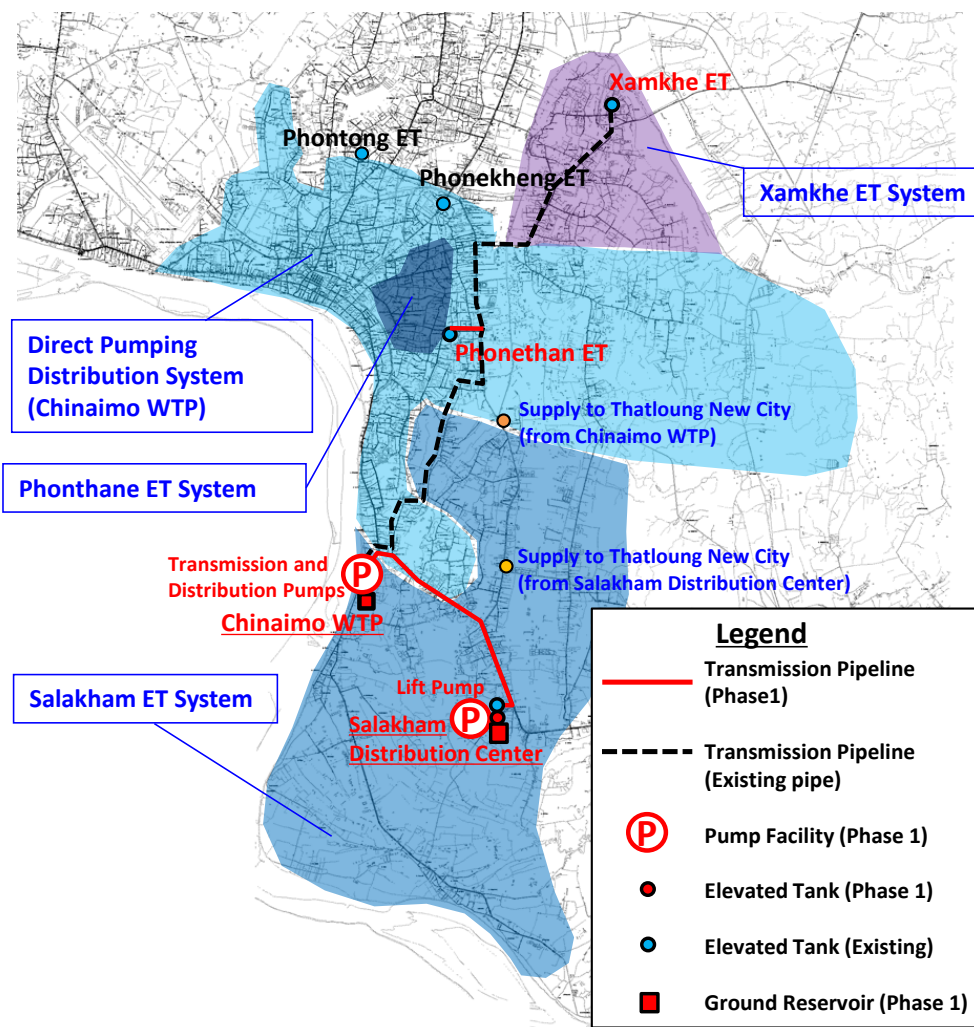 Xamkhe ET
Phontong ET
Phonekheng ET
Xamkhe ET System
Direct Pumping
Distribution System
(Chinaimo WTP)
Phonethan ET
Supply to Thatloung New City
(from Chinaimo WTP)
Phonthane ET System
Transmission and
Distribution Pumps
P
Chinaimo WTP
Supply to Thatloung New City
(from Salakham Distribution Center)
Salakham ET System
Lift Pump
P
Salakham
Distribution Center
Legend
Transmission Pipeline
(Phase1)
Transmission Pipeline
(Existing pipe)
P
Pump Facility (Phase 1)
Elevated Tank (Phase 1)
Elevated Tank (Existing)
Ground Reservoir (Phase 1)